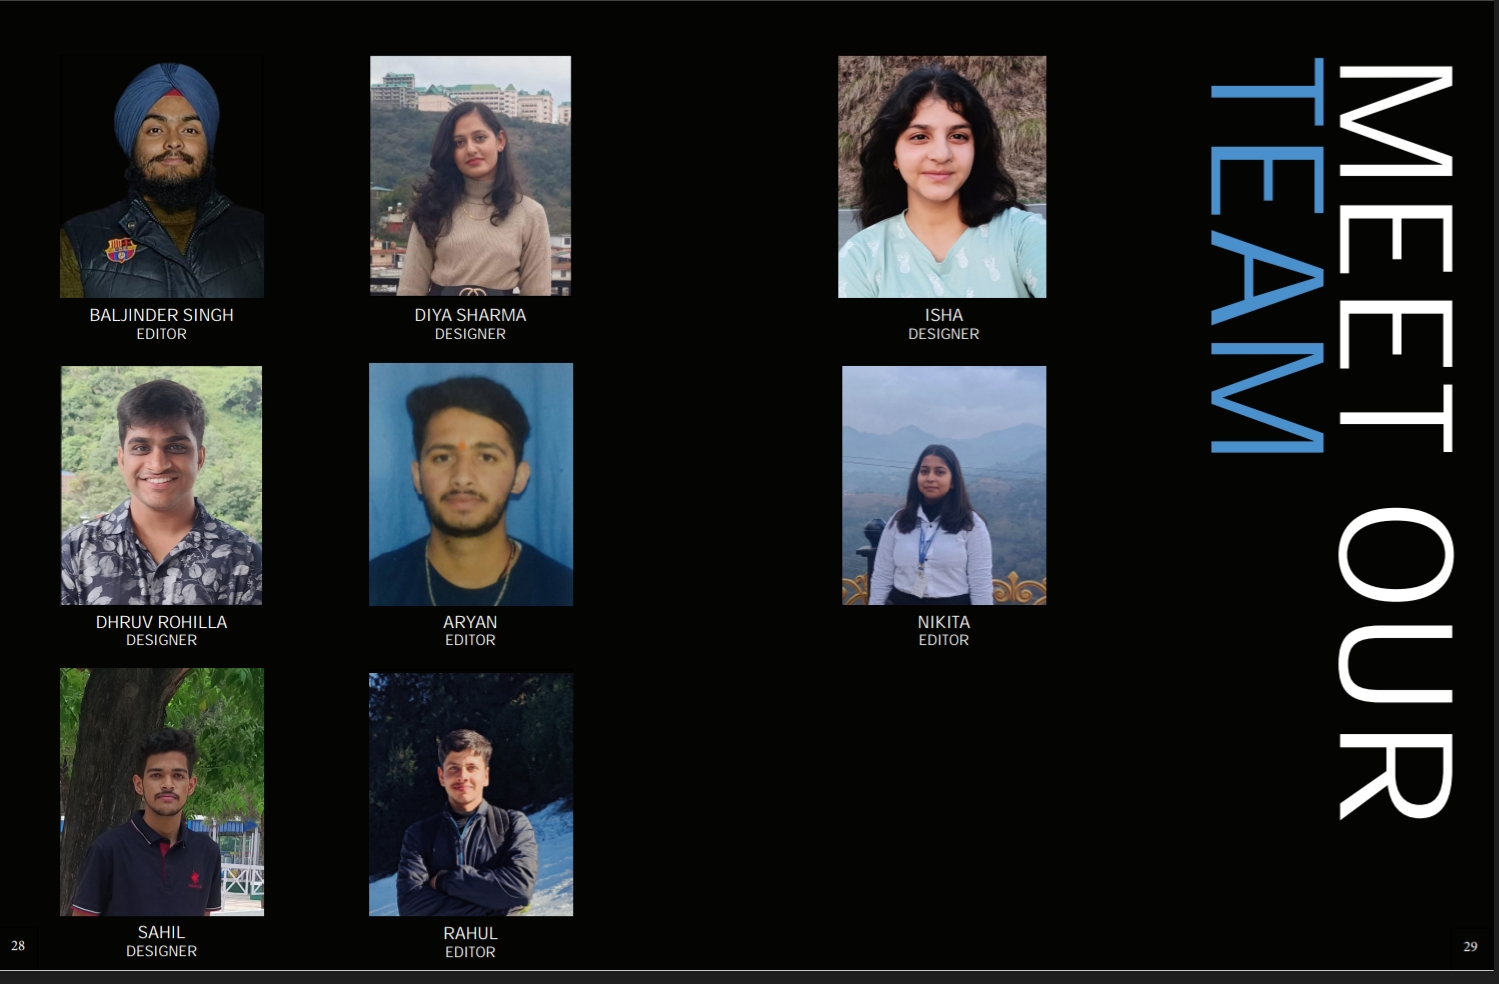 BALJINDER SINGH
EDITOR
DIYA SHARMA
DESIGNER
ISHA
DESIGNER
DHRUV ROHILLA
DESIGNER
ARYAN
EDITOR
NIKITA
EDITOR
SAHIL
DESIGNER
RAHUL
EDITOR
MEET OUR
TEAM
28
29